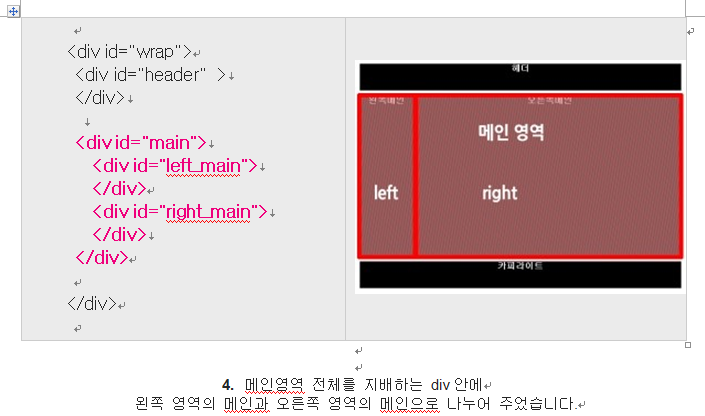 <div id="wrap">
<div id="header" >
</div>
<div id="main">
<div id="left_main">
</div>
<div id="right_main">
</div>
</div>
</div>
헤더
왼쪽메인
오른쪽메인
메인 영역
left
right
카피라이트
4. 메인영역 전체를 지배하는 div 안에
왼쪽 영역의 메인과 오른쪽 영역의 메인으로 나누어 주었습니다.